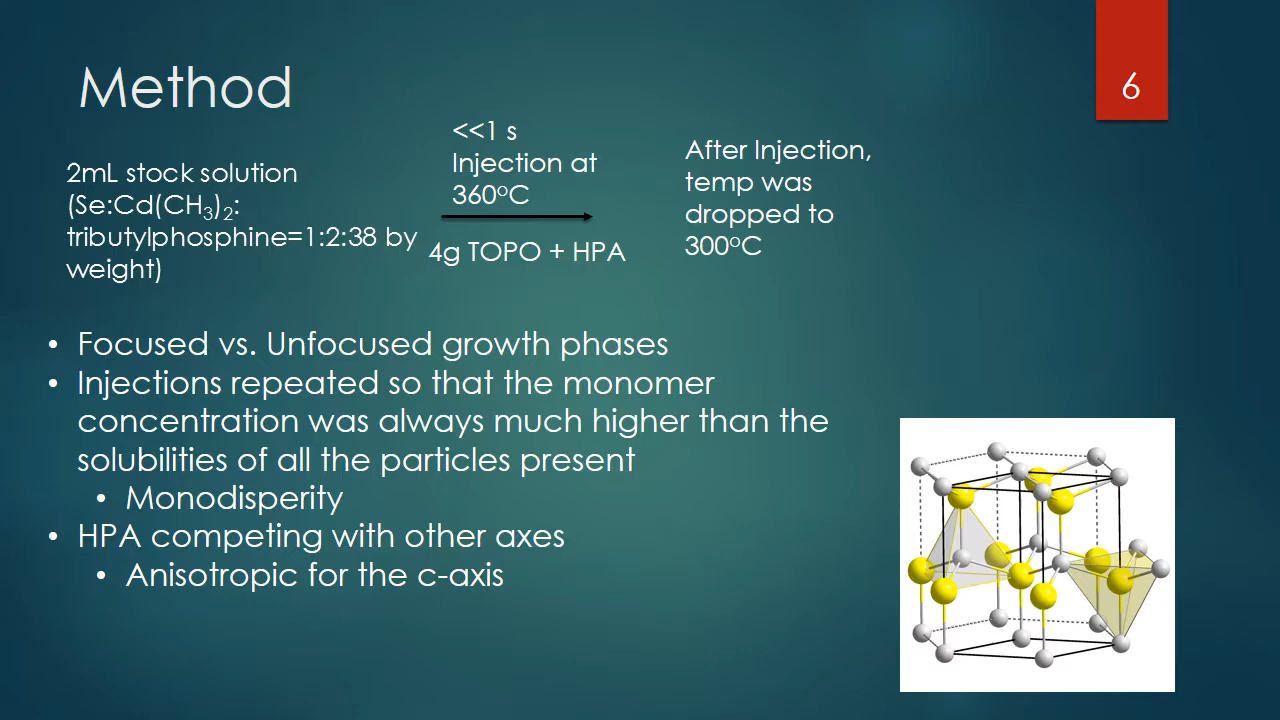 Method
6
2mL stock solution
(Se:Cd(CH₃)₂:
tributylphosphine=1:2:38 by
weight)
<<1 s
Injection at
360°C
4g TOPO + HPA
After Injection,
temp was
dropped to
300°C
• Focused vs. Unfocused growth phases
• Injections repeated so that the monomer
concentration was always much higher than the
solubilities of all the particles present
• Monodisperity
• HPA competing with other axes
• Anisotropic for the c-axis